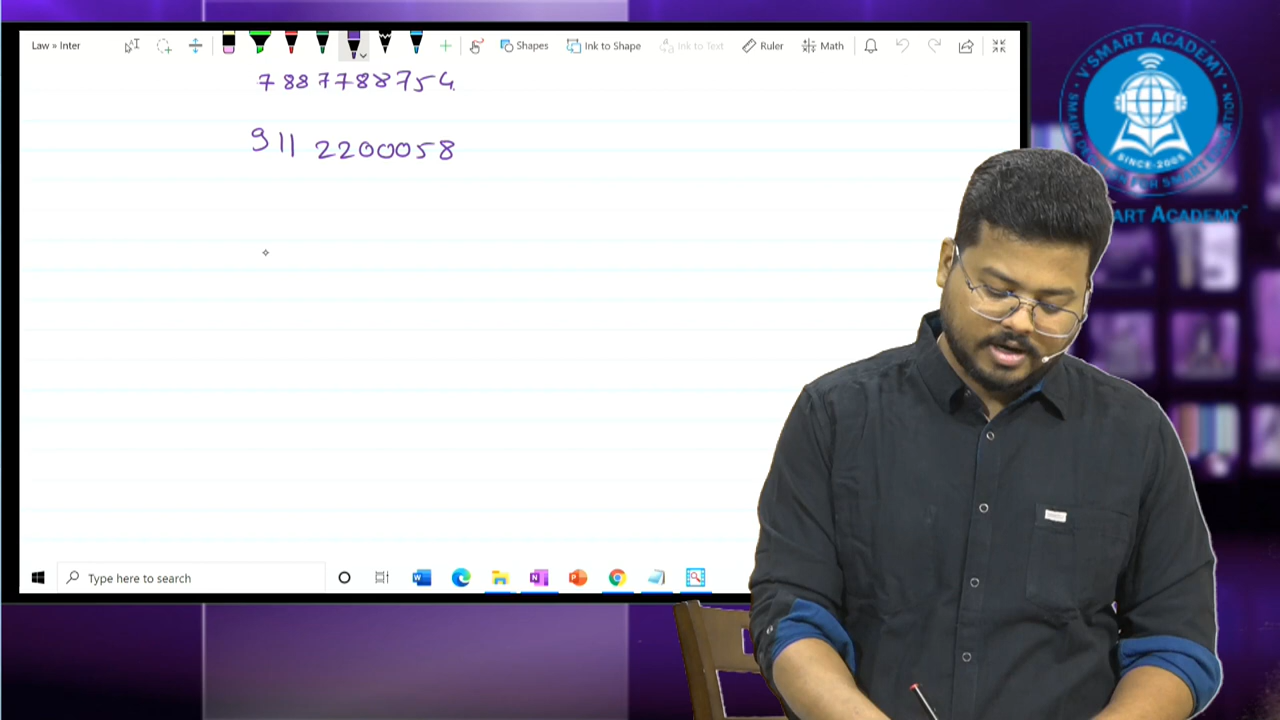 Law » Inter
Shapes
Ink to Shape
Ink to Text
Ruler
Math
7887788754.
911 2200058
Type here to search
V'SMART ACADEMY
SINCE-2005
ART ACADEMY